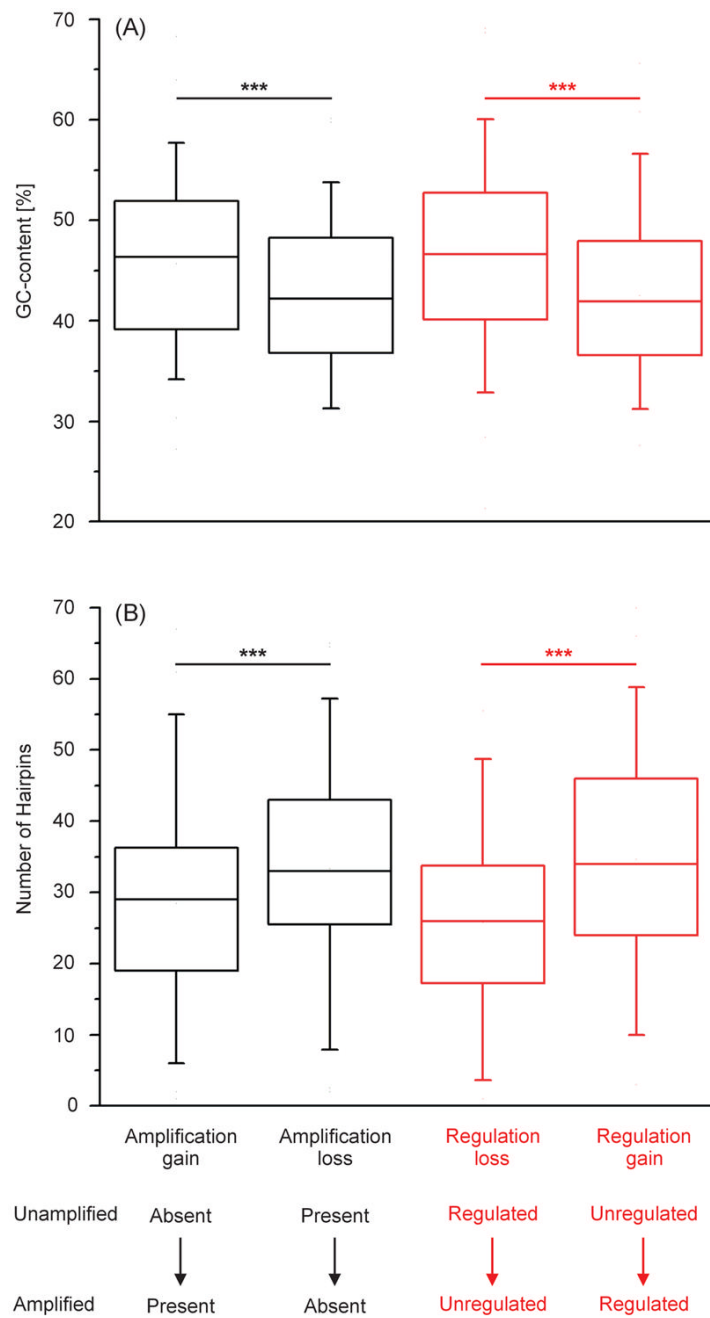 (A)
70
60
50
40
30
20
GC-content [%]
*** ***
(B)
70
60
50
40
30
20
10
0
Number of Hairpins
*** ***
Amplification gain Amplification loss Regulation loss Regulation gain
Unamplified Absent Present Regulated Unregulated
Amplified Present Absent Unregulated Regulated